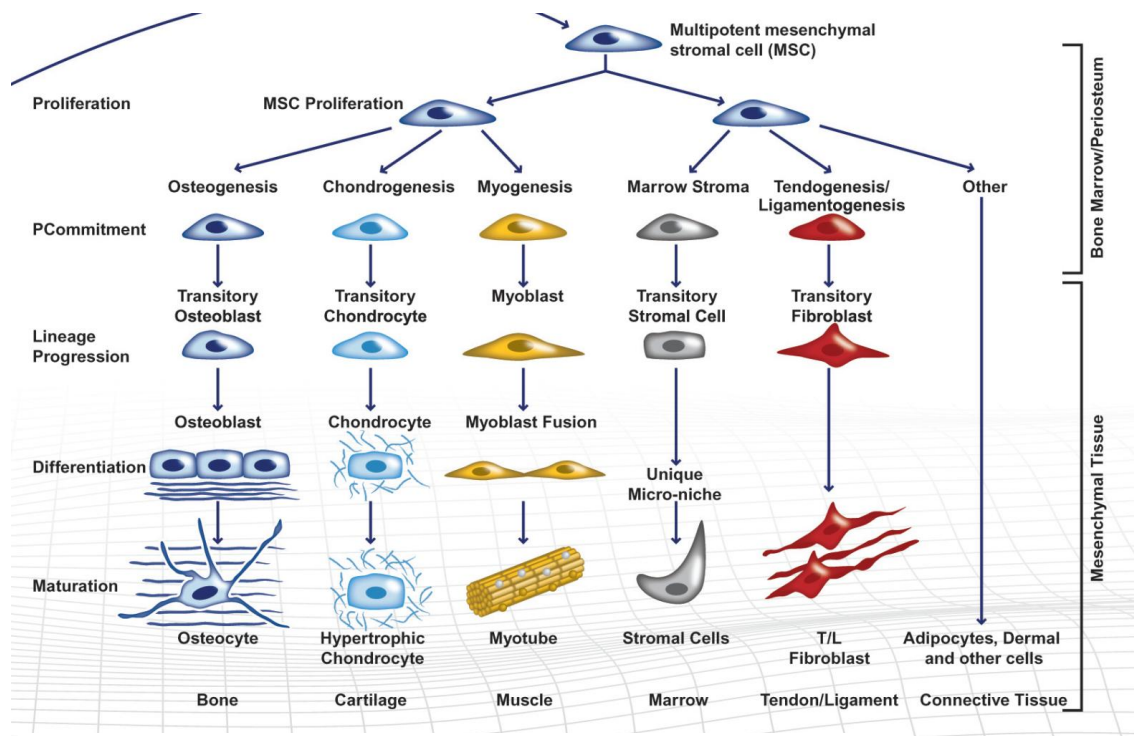 Multipotent mesenchymal
stromal cell (MSC)
Proliferation
MSC Proliferation
Osteogenesis
Chondrogenesis
Myogenesis
Marrow Stroma
Tendogenesis/
Ligamentogenesis
Other
PCommitment
Bone Marrow/Periosteum
Transitory
Osteoblast
Transitory
Chondrocyte
Myoblast
Transitory
Stromal Cell
Transitory
Fibroblast
Lineage
Progression
Osteoblast
Chondrocyte
Myoblast Fusion
Differentiation
Unique
Micro-niche
Mesenchymal Tissue
Maturation
Osteocyte
Hypertrophic
Chondrocyte
Myotube
Stromal Cells
T/L
Fibroblast
Adipocytes, Dermal
and other cells
Bone
Cartilage
Muscle
Marrow
Tendon/Ligament
Connective Tissue